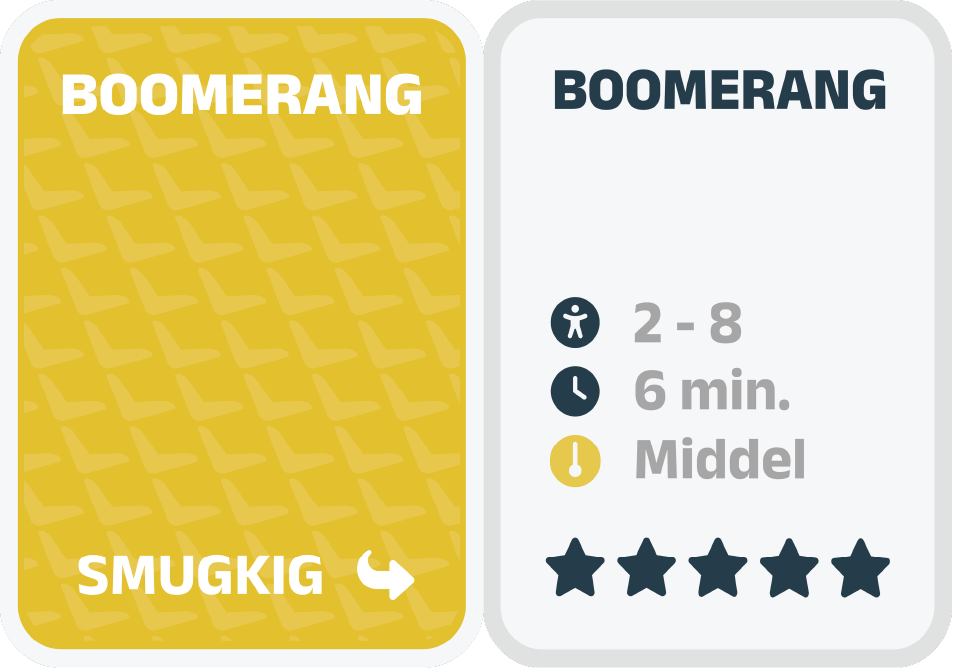 BOOMERANG
SMUGKIG
BOOMERANG
2 - 8
6 min.
Middel